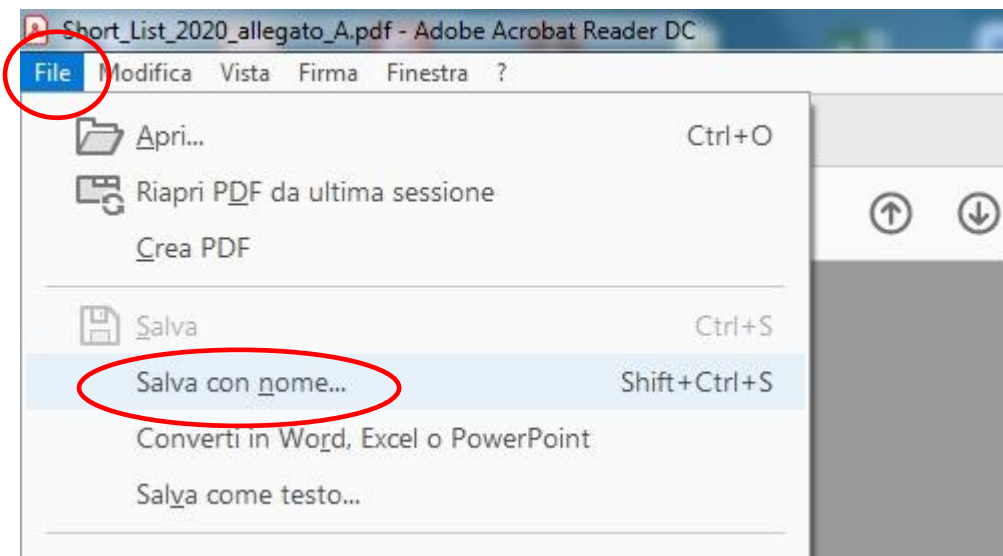 Short_List_2020_allegato_A.pdf - Adobe Acrobat Reader DC
File Modifica Vista Firma Finestra ?
Apri... Ctrl+O
Riapri PDF da ultima sessione
Crea PDF
Salva Ctrl+S
Salva con nome... Shift+Ctrl+S
Converti in Word, Excel o PowerPoint
Salva come testo...